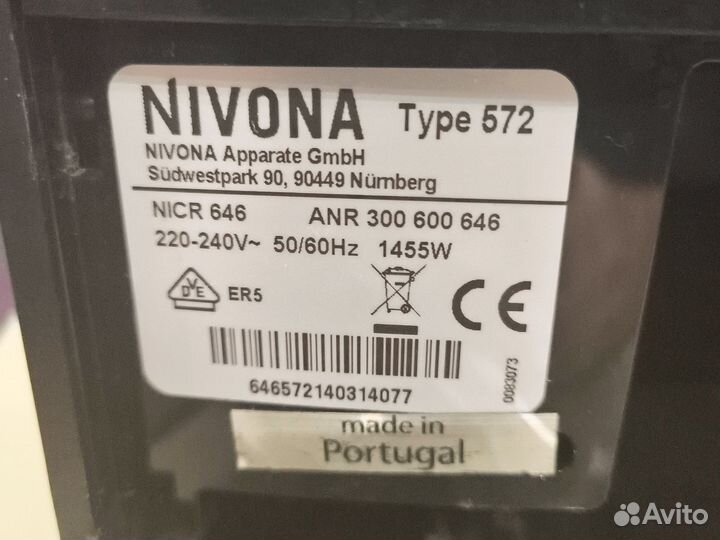 NIVONA Type 572
NIVONA Apparate GmbH
Südwestpark 90, 90449 Nürnberg
NICR 646 ANR 300 600 646
220-240V~ 50/60Hz 1455W
DVE ER5
CE
646572140314077
0083073
made in
Portugal
Avito